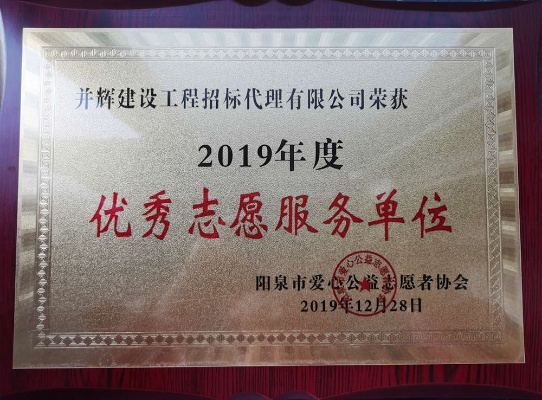 并辉建设工程招标代理有限公司荣获
2019年度
优秀志愿服务单位
阳泉市爱心公益志愿者协会
2019年12月28日